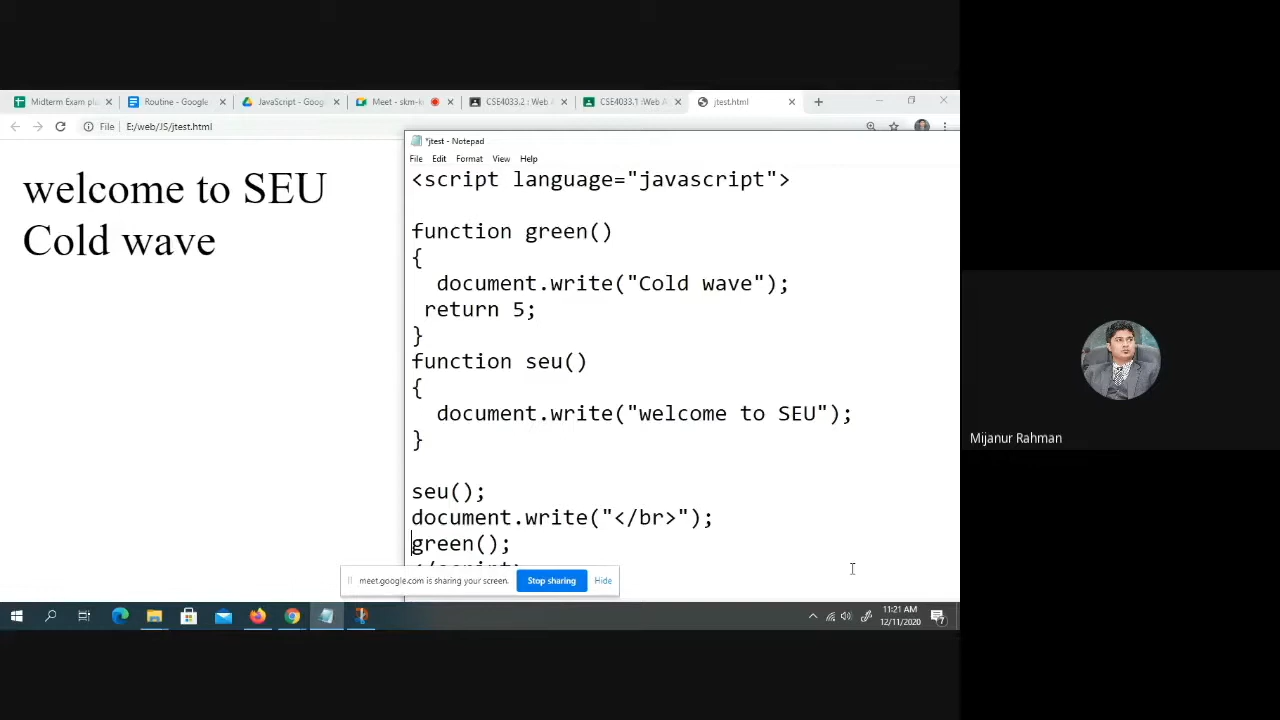 Midterm Exam pl
Routine - Google
JavaScript - Goog
Meet - skm-
CSE4033.2 : Web A
CSE4033.1 :Web A
jtest.html
File E:/web/JS/jtest.html
welcome to SEU
Cold wave
*jtest - Notepad
File Edit Format View Help
<script language="javascript">
function green()
{
document.write("Cold wave");
return 5;
}
function seu()
{
document.write("welcome to SEU");
}
seu();
document.write("</br>");
green();
</script>
meet.google.com is sharing your screen. Stop sharing Hide
11:21 AM
12/11/2020
7
Mijanur Rahman